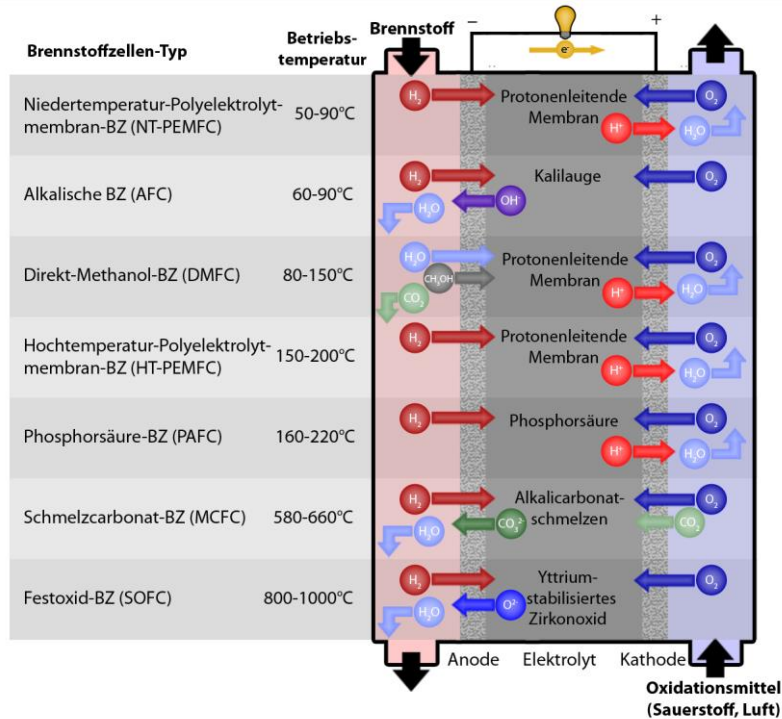 Brennstoff
− +
e⁻
Brennstoffzellen-Typ
Betriebs-
temperatur
Niedertemperatur-Polyelektrolyt-
membran-BZ (NT-PEMFC)
50-90°C
H₂
Protonenleitende
Membran
O₂
H⁺
H₂O
Alkalische BZ (AFC)
60-90°C
H₂
Kalilauge
O₂
H₂O
OH⁻
Direkt-Methanol-BZ (DMFC)
80-150°C
H₂O
CH₃OH
CO₂
Protonenleitende
Membran
O₂
H⁺
H₂O
Hochtemperatur-Polyelektrolyt-
membran-BZ (HT-PEMFC)
150-200°C
H₂
Protonenleitende
Membran
O₂
H⁺
H₂O
Phosphorsäure-BZ (PAFC)
160-220°C
H₂
Phosphorsäure
O₂
H⁺
H₂O
Schmelzcarbonat-BZ (MCFC)
580-660°C
H₂
Alkalicarbonat-
schmelzen
O₂
H₂O
CO₃²⁻
CO₂
Festoxid-BZ (SOFC)
800-1000°C
H₂
Yttrium-
stabilisiertes
Zirkonoxid
O₂
H₂O
O²⁻
Anode Elektrolyt Kathode
Oxidationsmittel
(Sauerstoff, Luft)